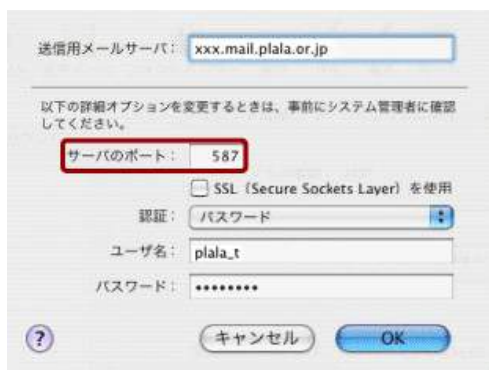 送信用メールサーバ： xxx.mail.plala.or.jp
以下の詳細オプションを変更するときは、事前にシステム管理者に確認
してください。
サーバのポート： 587
SSL（Secure Sockets Layer）を使用
認証： パスワード
ユーザ名： plala_t
パスワード： ••••••••
? キャンセル OK